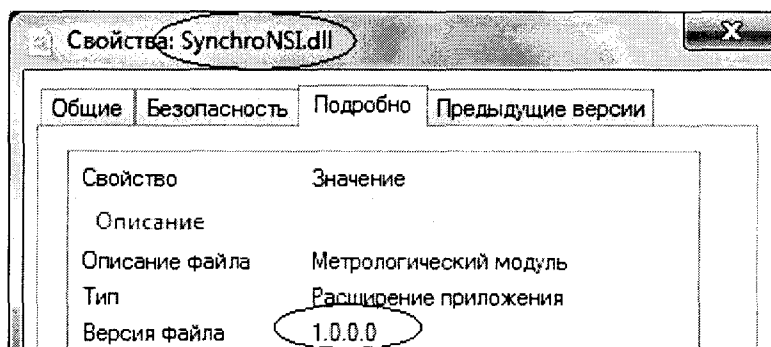 Свойства: SynchroNSI.dll
X
Общие Безопасность Подробно Предыдущие версии
Свойство Значение
Описание
Описание файла Метрологический модуль
Тип Расширение приложения
Версия файла 1.0.0.0